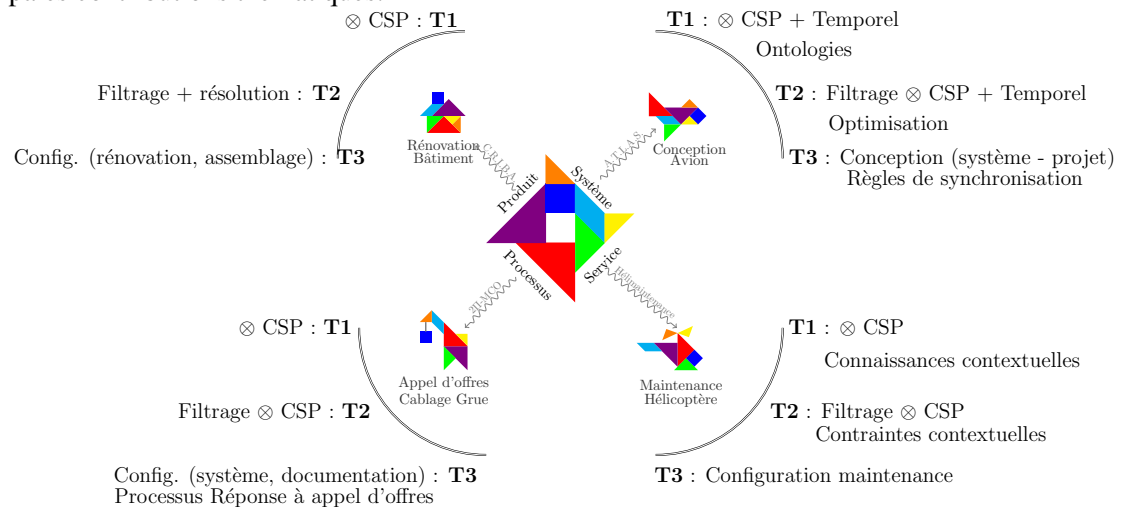 ⊗ CSP : T1
Filtrage + résolution : T2
Config. (rénovation, assemblage) : T3
Rénovation
Bâtiment
C R I B A
T1 : ⊗ CSP + Temporel
Ontologies
T2 : Filtrage ⊗ CSP + Temporel
Optimisation
T3 : Conception (système - projet)
Règles de synchronisation
Conception
Avion
A T L A S
Produit
Système
Processus
Service
2TI-MCO
Hélimaintenance
⊗ CSP : T1
Filtrage ⊗ CSP : T2
Config. (système, documentation) : T3
Processus Réponse à appel d'offres
Appel d'offres
Cablage Grue
Maintenance
Hélicoptère
T1 : ⊗ CSP
Connaissances contextuelles
T2 : Filtrage ⊗ CSP
Contraintes contextuelles
T3 : Configuration maintenance